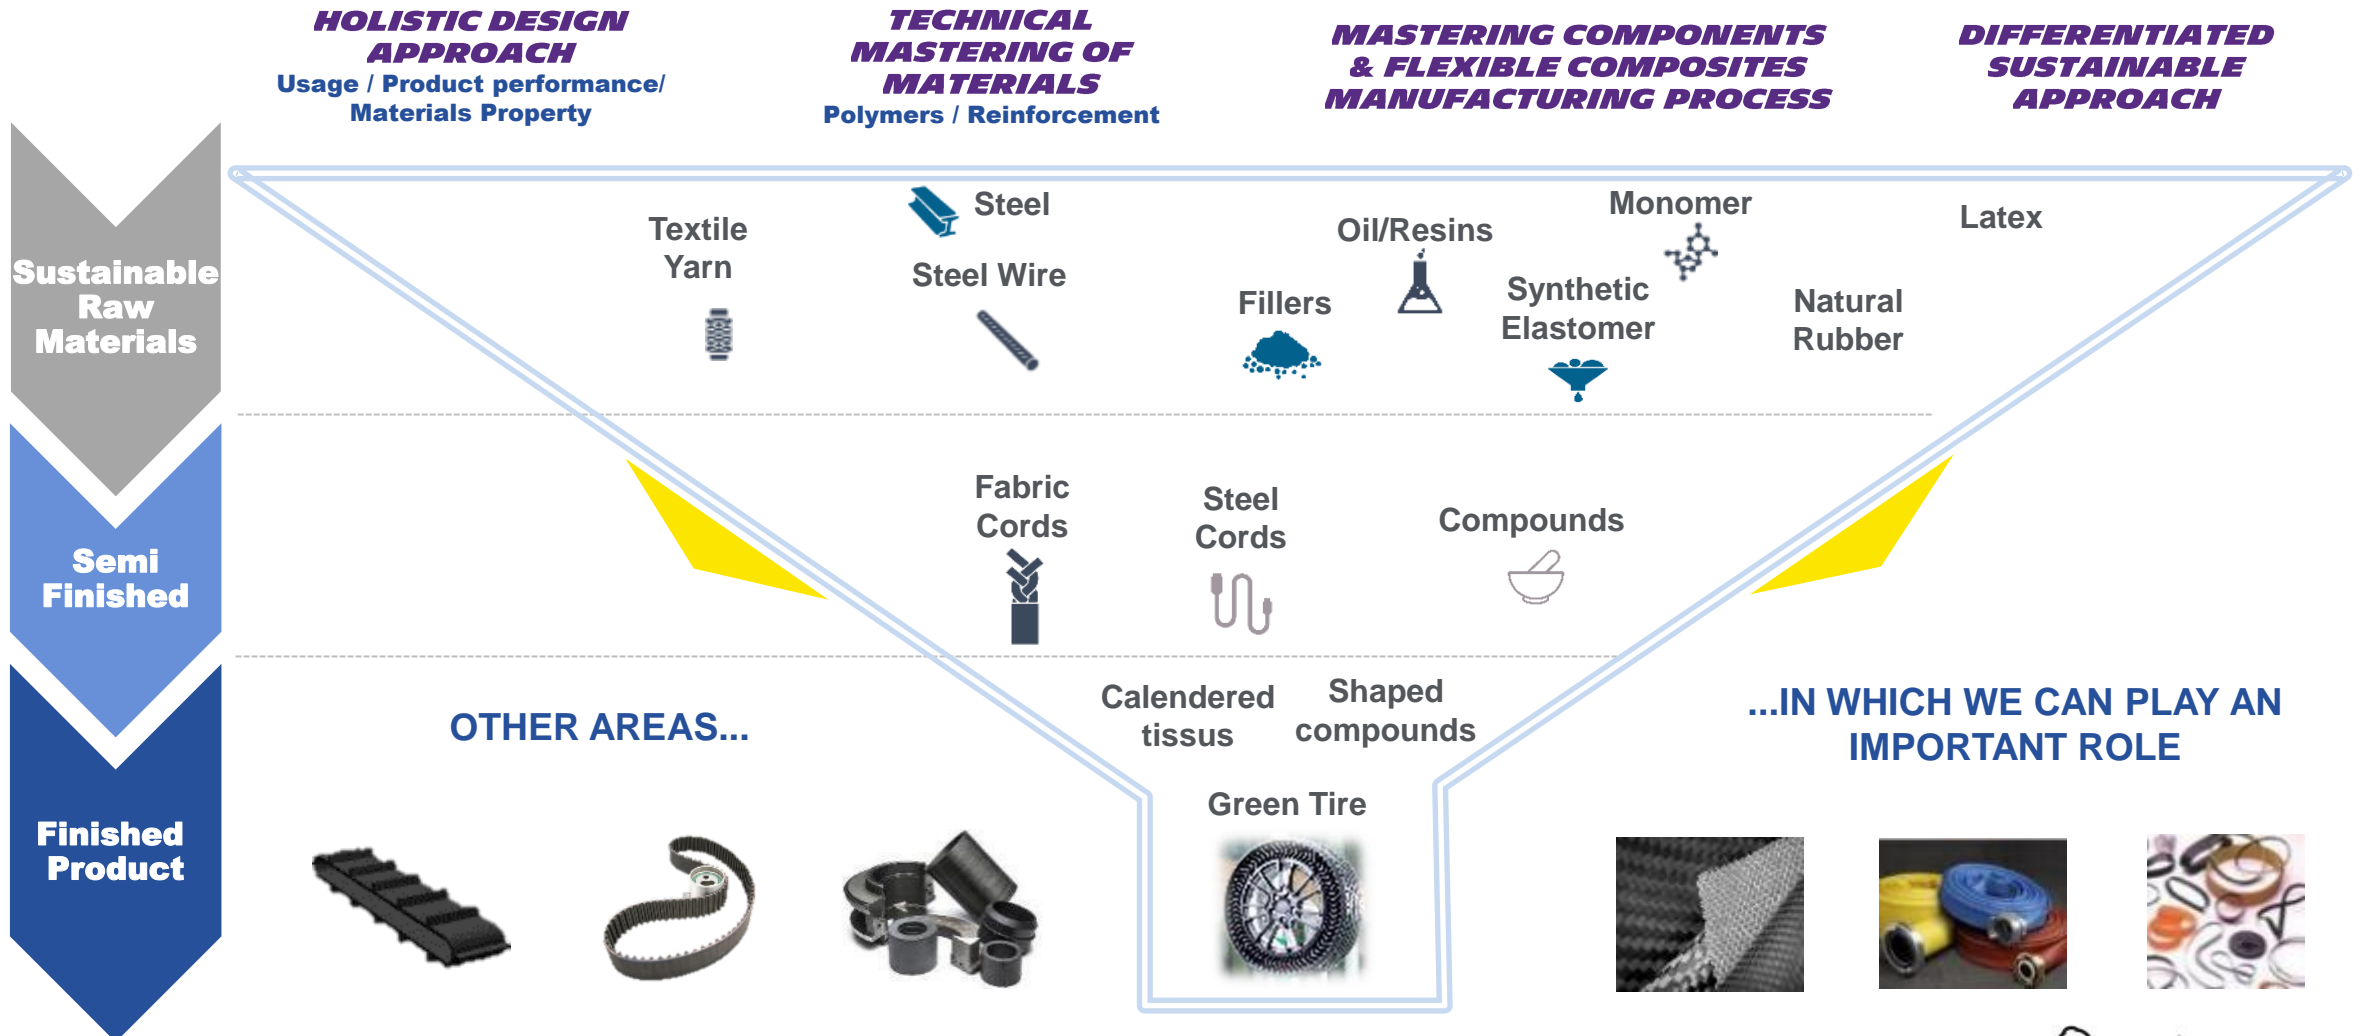 HOLISTIC DESIGN
APPROACH
Usage / Product performance/
Materials Property
TECHNICAL
MASTERING OF
MATERIALS
Polymers / Reinforcement
MASTERING COMPONENTS
& FLEXIBLE COMPOSITES
MANUFACTURING PROCESS
DIFFERENTIATED
SUSTAINABLE
APPROACH
Sustainable
Raw
Materials
Textile
Yarn
Steel
Steel Wire
Fillers
Oil/Resins
Synthetic
Elastomer
Monomer
Natural
Rubber
Latex
Semi
Finished
Fabric
Cords
Steel
Cords
Compounds
Finished
Product
OTHER AREAS...
Calendered
tissus
Shaped
compounds
Green Tire
...IN WHICH WE CAN PLAY AN
IMPORTANT ROLE